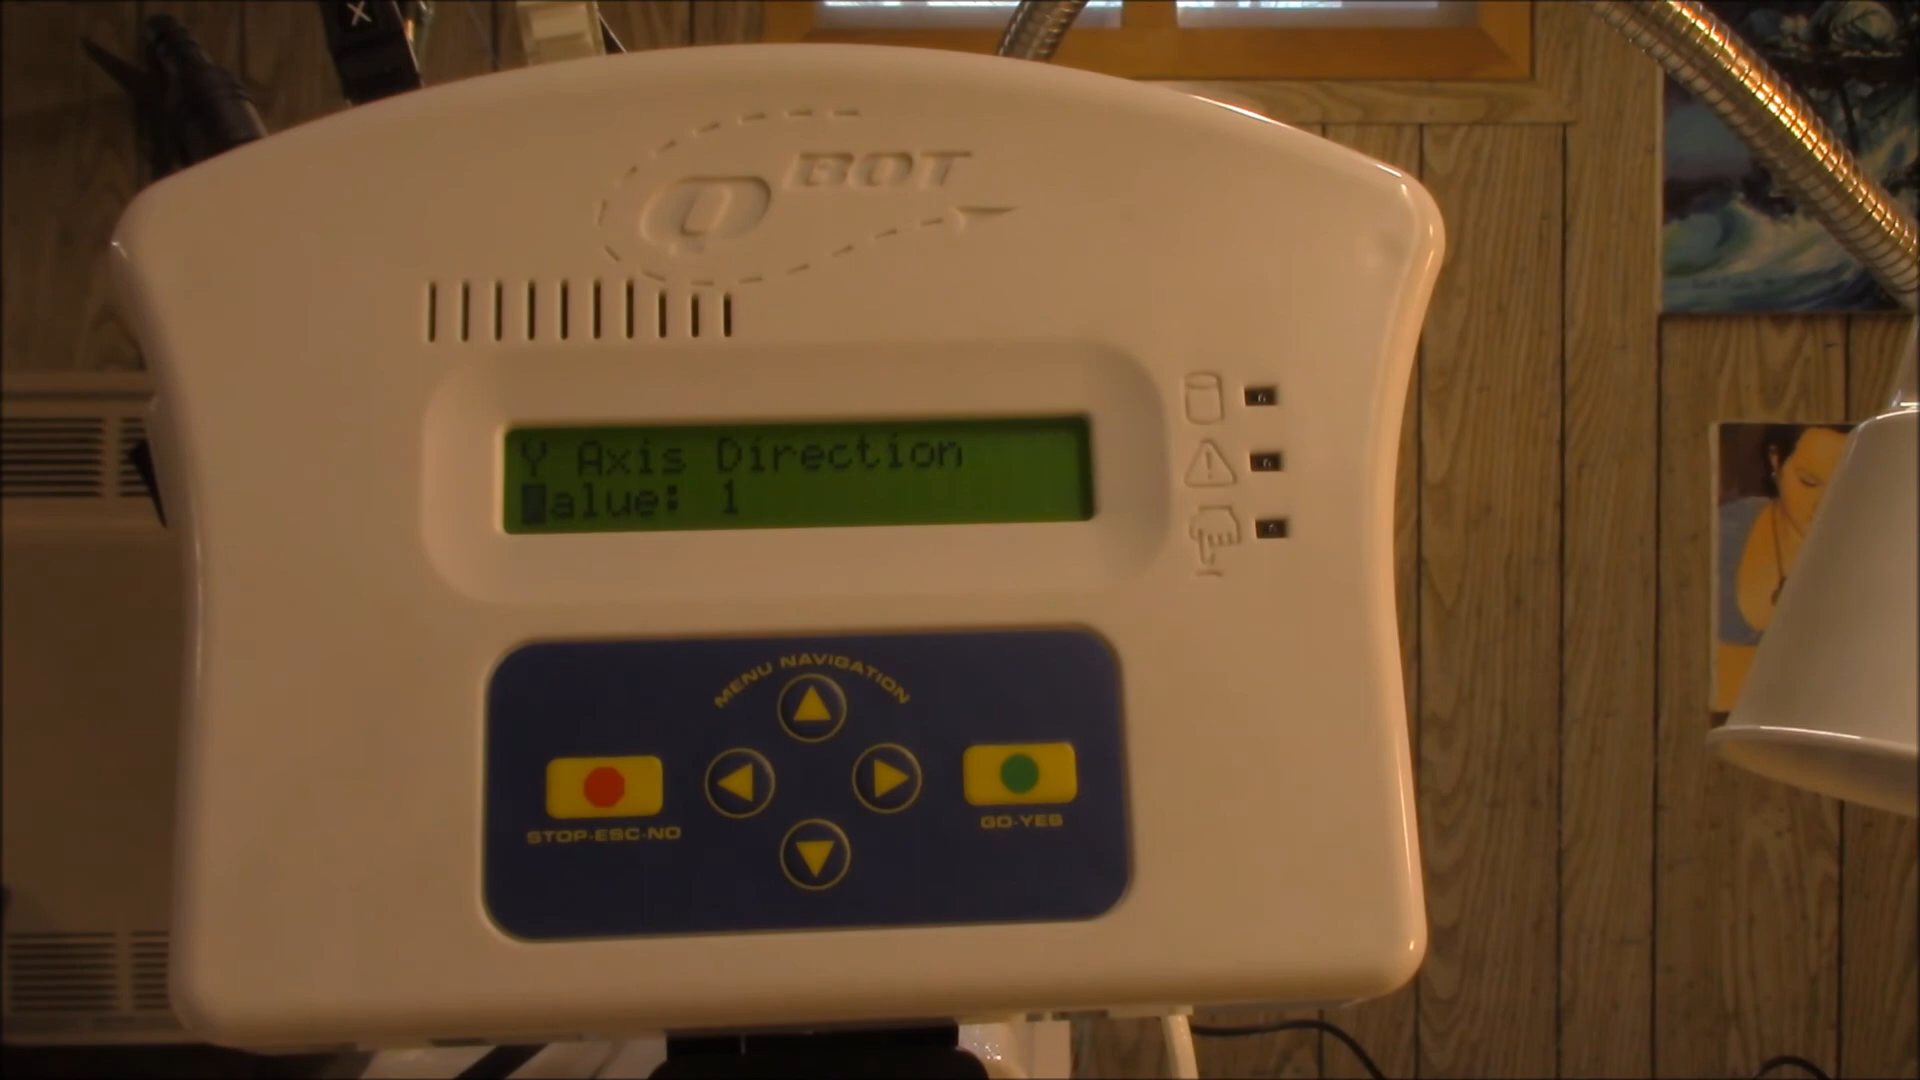 X
Q BOT
Y Axis Direction
Value: 1
MENU NAVIGATION
STOP-ESC-NO
GO-YES